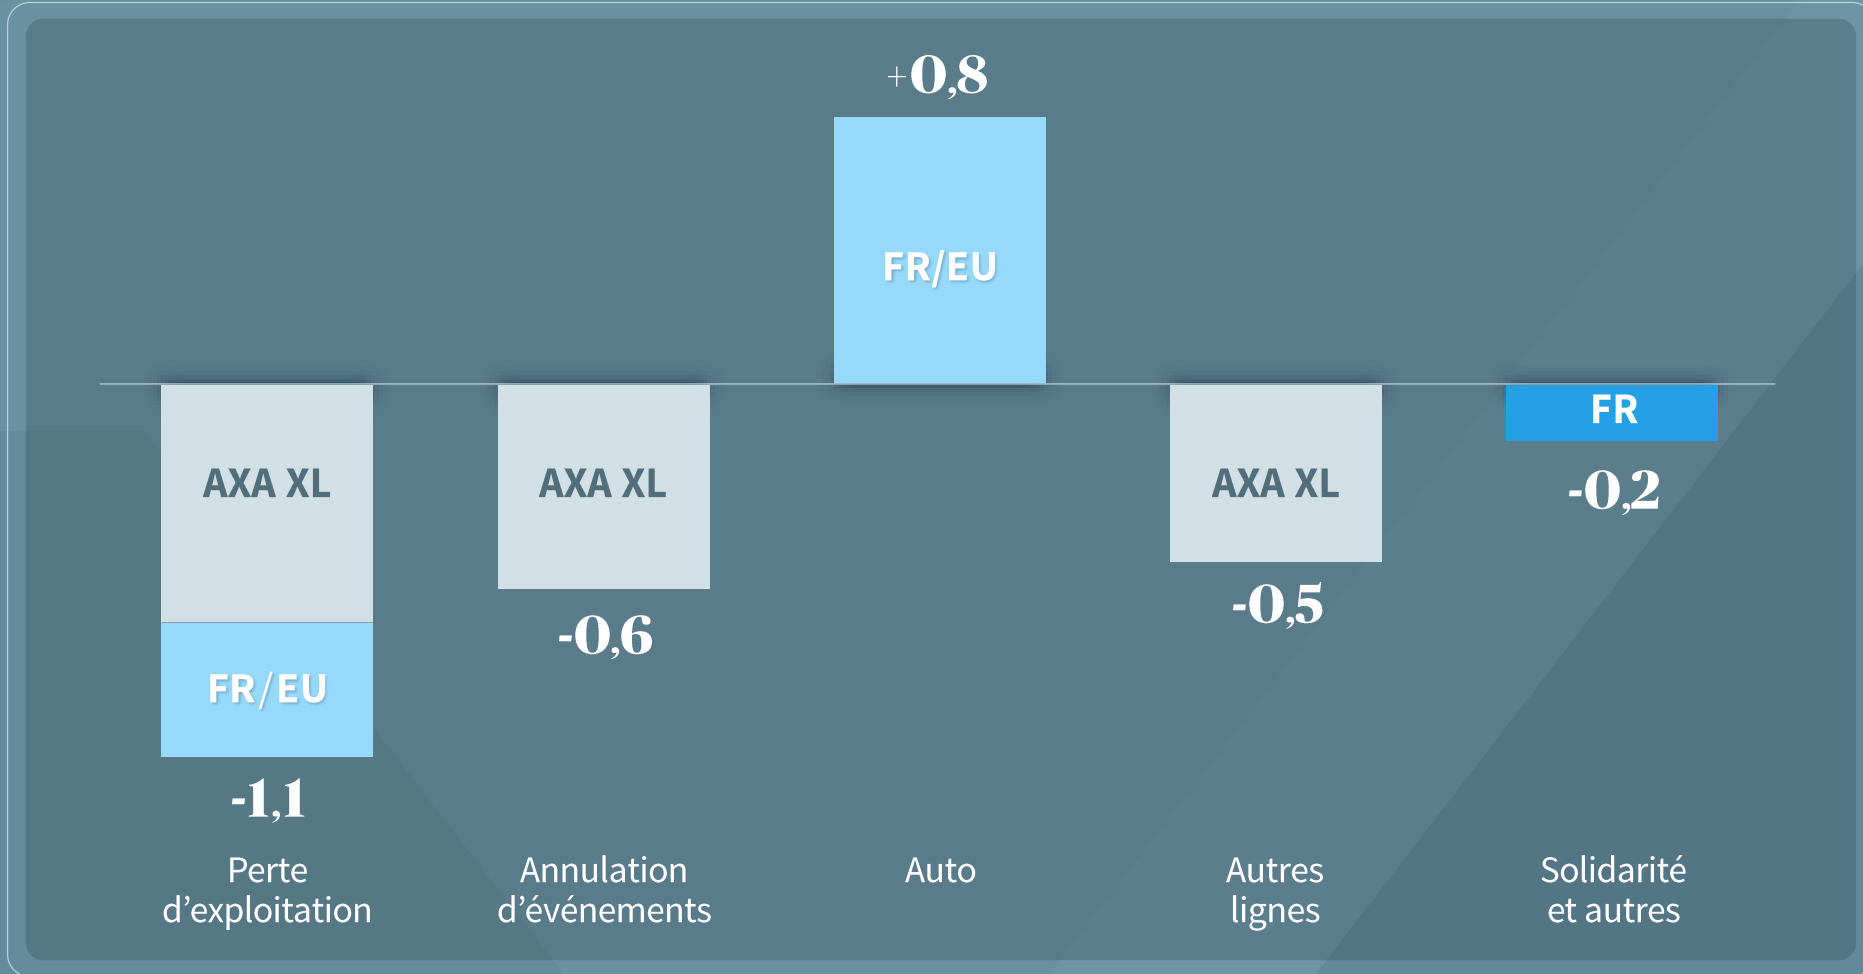 +0,8
FR/EU
AXA XL
AXA XL
AXA XL
FR
-0,2
-0,5
-0,6
FR/EU
-1,1
Perte
d’exploitation
Annulation
d’événements
Auto
Autres
lignes
Solidarité
et autres